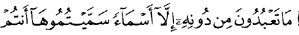 مَا تَعْبُدُونَ مِن دُونِهِۦٓ إِلَّآ أَسْمَآءً سَمَّيْتُمُوهَآ أَنتُمْ